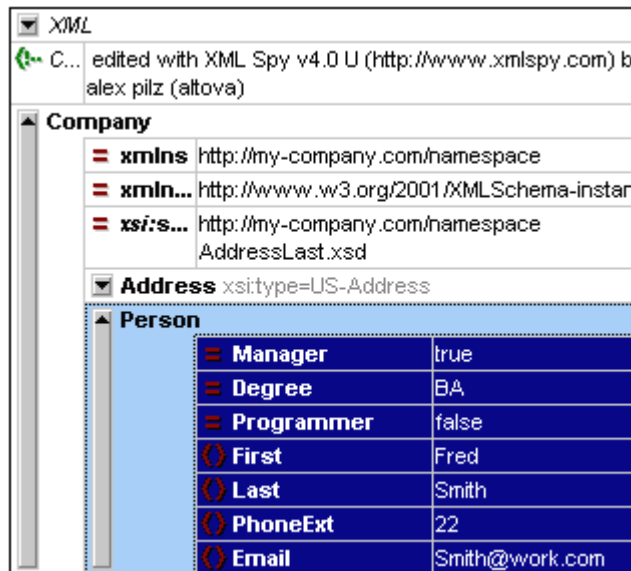 XML
C... edited with XML Spy v4.0 U (http://www.xmlspy.com) b
alex pilz (altova)
Company
= xmlns http://my-company.com/namespace
= xmln... http://www.w3.org/2001/XMLSchema-instan
= xsi:s... http://my-company.com/namespace
AddressLast.xsd
Address xsi:type=US-Address
Person
= Manager true
= Degree BA
= Programmer false
() First Fred
() Last Smith
() PhoneExt 22
() Email Smith@work.com